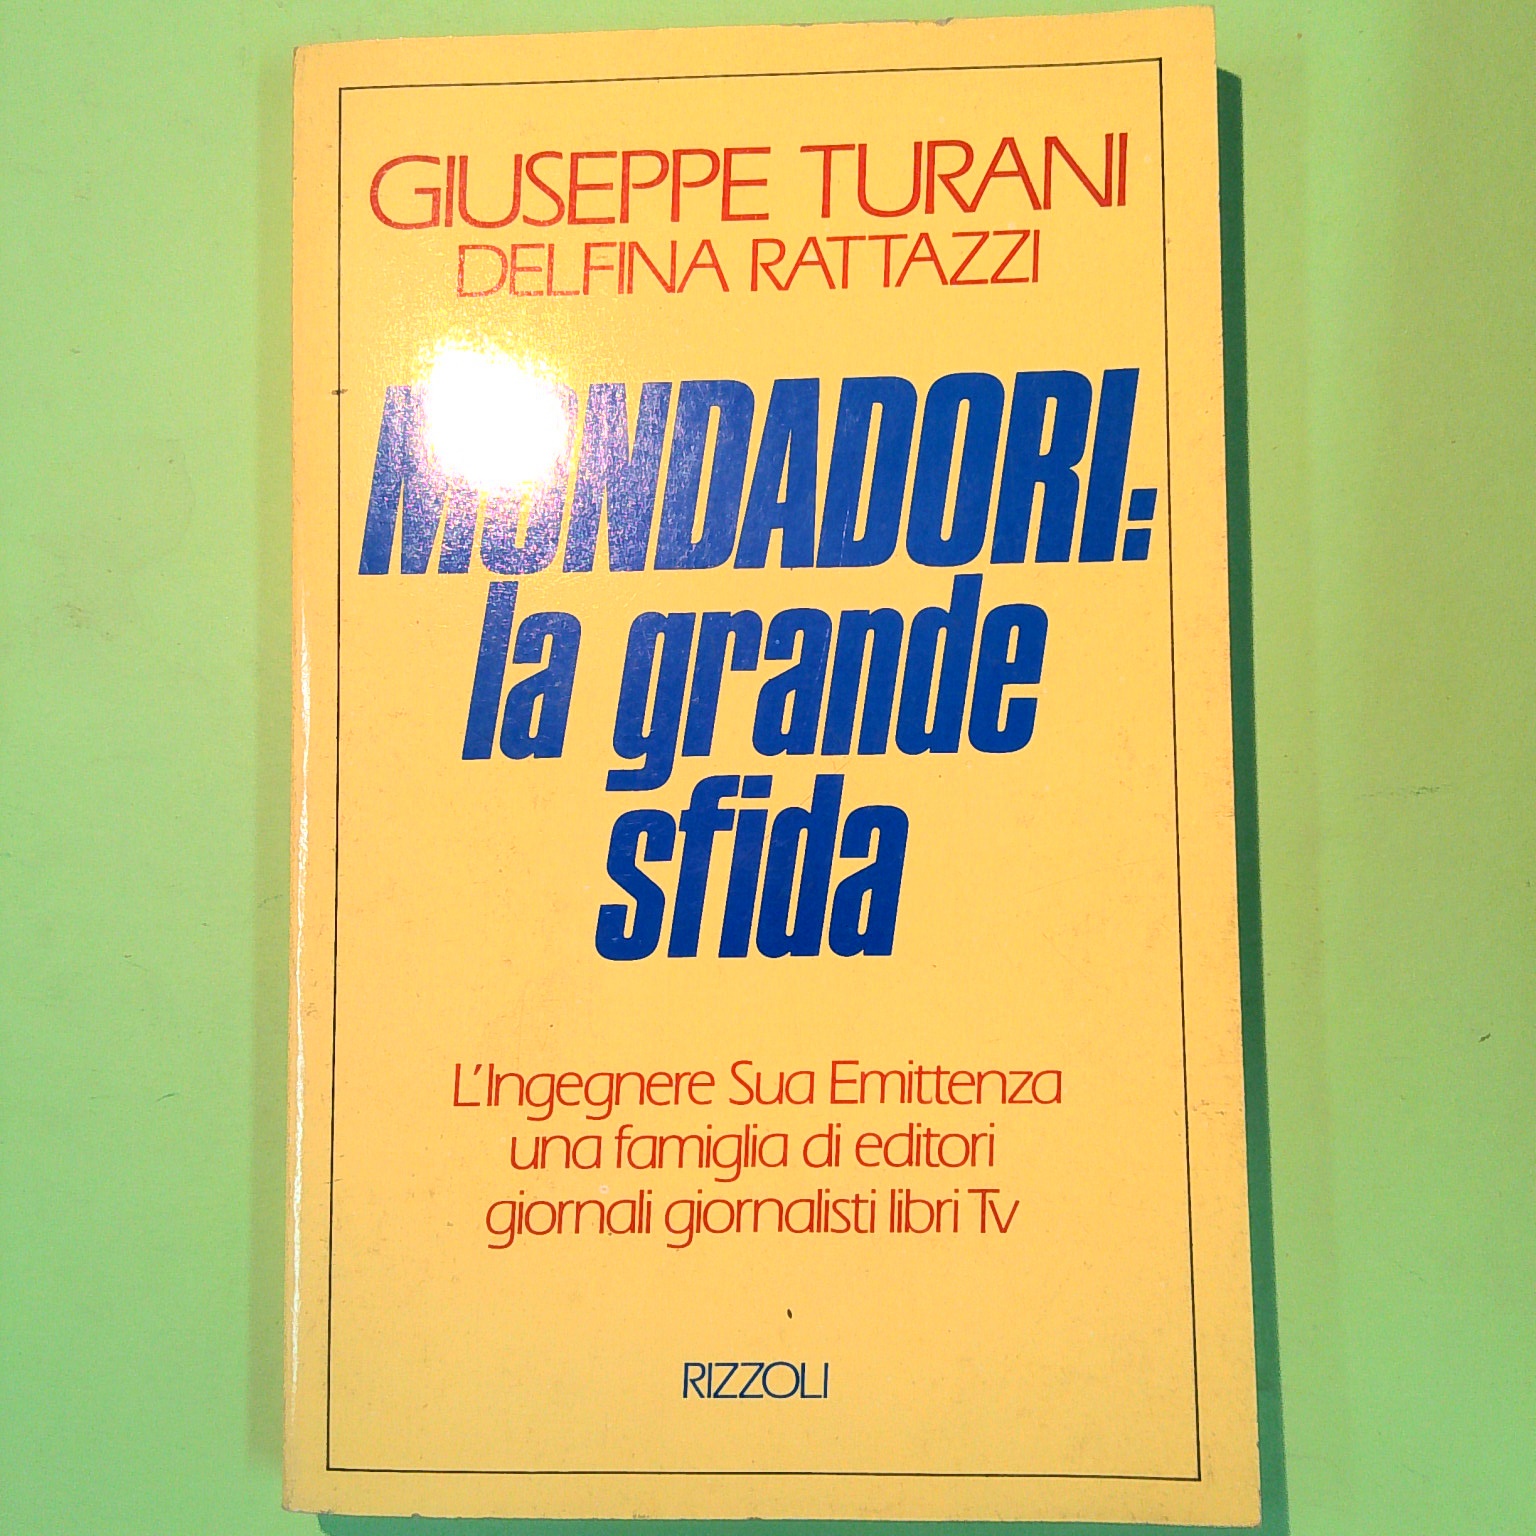 GIUSEPPE TURANI
DELFINA RATTAZZI
MONDADORI:
la grande
sfida
L'Ingegnere Sua Emittenza
una famiglia di editori
giornali giornalisti libri Tv
RIZZOLI